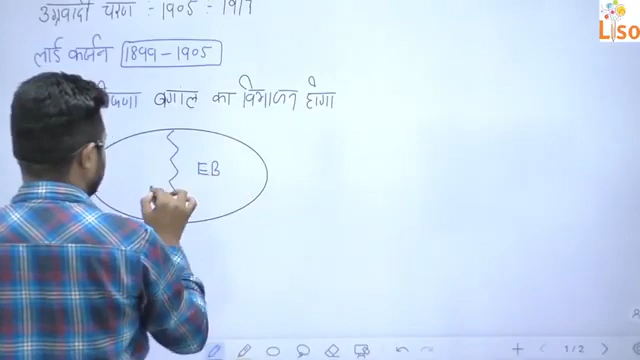 उग्रवादी चरण :- 1905 - 1917
लार्ड कर्जन 1899 - 1905
बंगाल का विभाजन होगा
EB
Liso
1/2